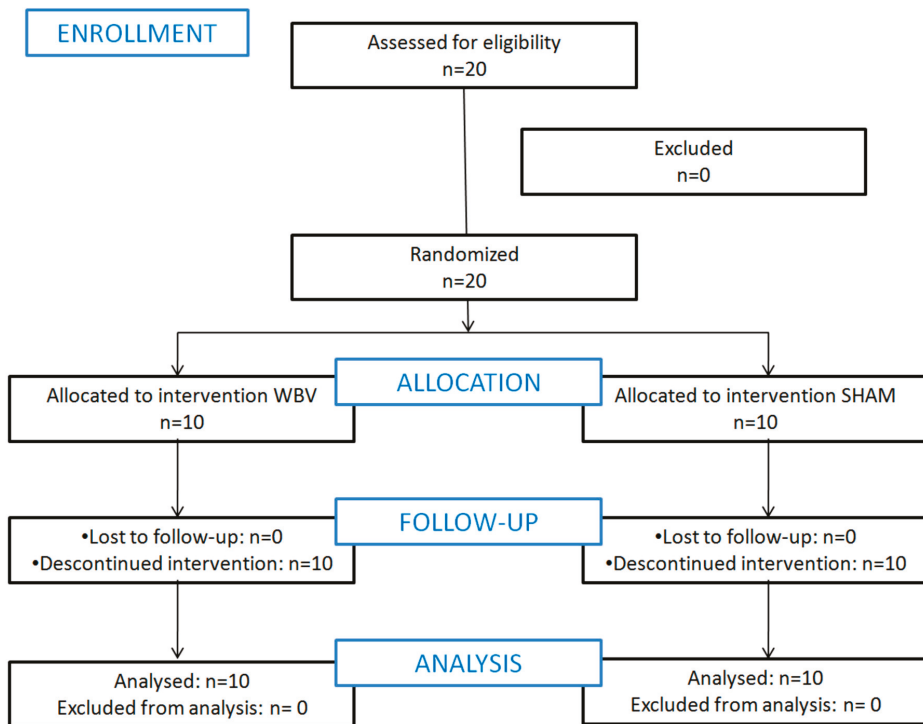 ENROLLMENT
Assessed for eligibility
n=20
Excluded
n=0
Randomized
n=20
ALLOCATION
Allocated to intervention WBV
n=10
Allocated to intervention SHAM
n=10
FOLLOW-UP
•Lost to follow-up: n=0
•Descontinued intervention: n=10
•Lost to follow-up: n=0
•Descontinued intervention: n=10
ANALYSIS
Analysed: n=10
Excluded from analysis: n= 0
Analysed: n=10
Excluded from analysis: n= 0